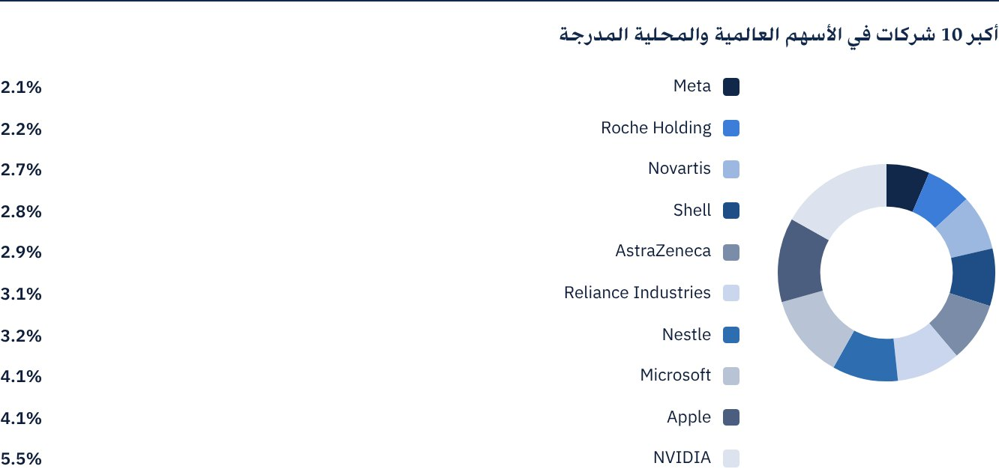 أكبر 10 شركات في الأسهم العالمية والمحلية المدرجة
Meta 2.1%
Roche Holding 2.2%
Novartis 2.7%
Shell 2.8%
AstraZeneca 2.9%
Reliance Industries 3.1%
Nestle 3.2%
Microsoft 4.1%
Apple 4.1%
NVIDIA 5.5%